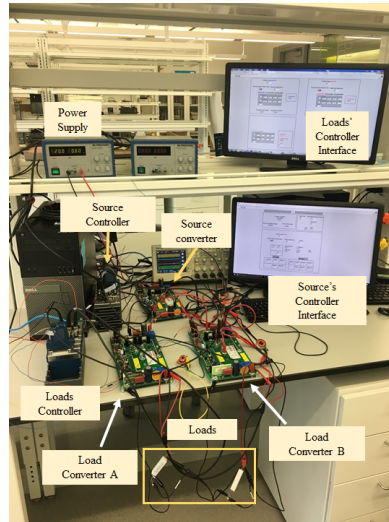 Power
Supply
Loads'
Controller
Interface
Source
Controller
Source
converter
Source's
Controller
Interface
Loads
Controller
Loads
Load
Converter A
Load
Converter B
DELL